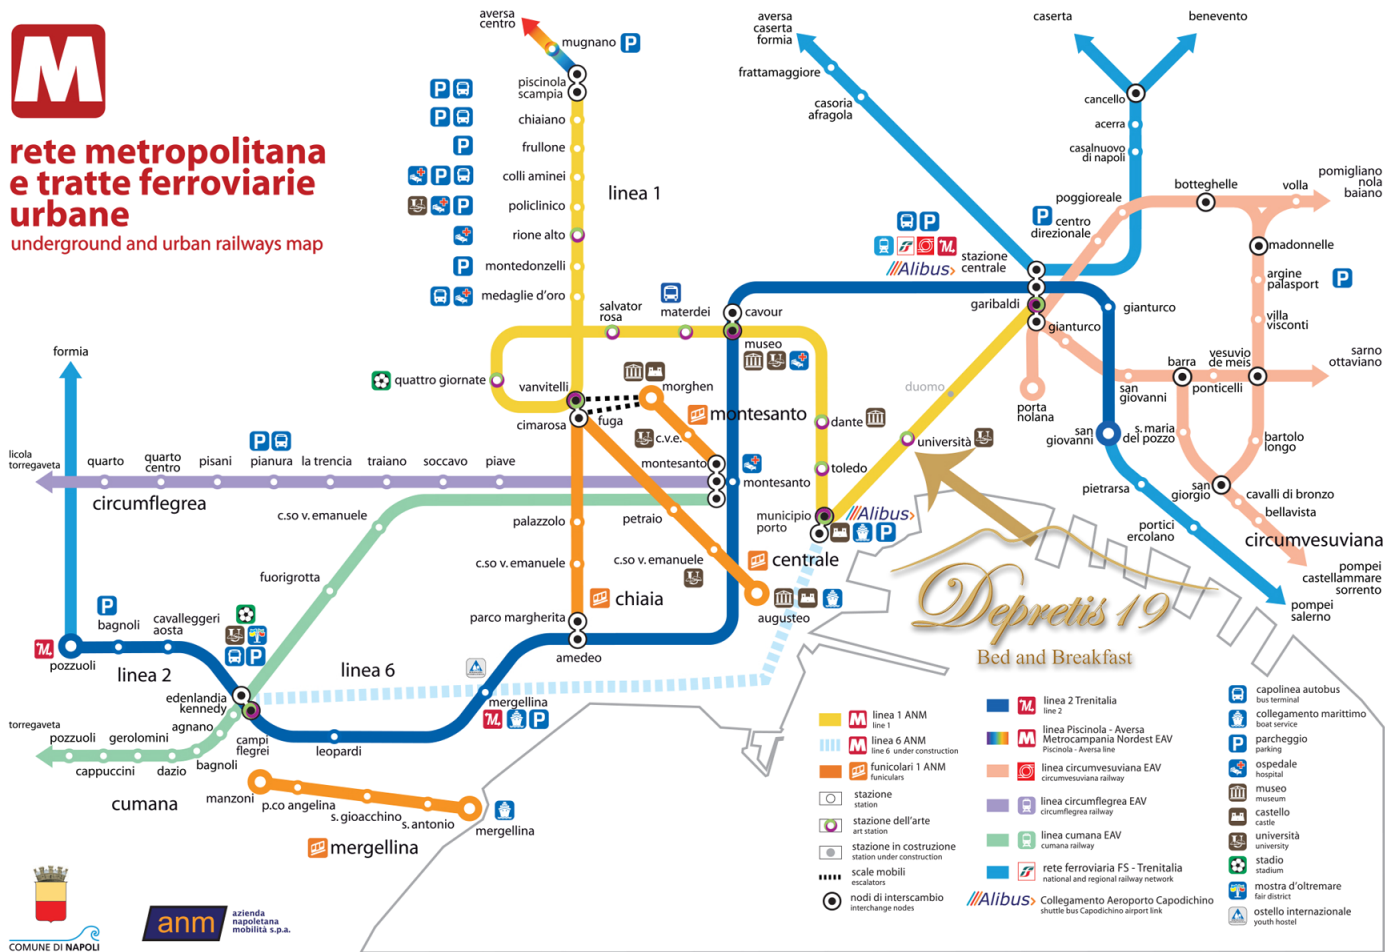 M
rete metropolitana
e tratte ferroviarie
urbane
underground and urban railways map
aversa
centro
mugnano
P
piscinola
scampia
P
chiaiano
P
frullone
P
colli aminei
P
policlinico
P
rione alto
montedonzelli
P
medaglie d'oro
linea 1
salvator
rosa
materdei
cavour
museo
quattro giornate
vanvitelli
cimarosa
fuga
morghen
montesanto
c.v.e.
montesanto
montesanto
dante
toledo
università
duomo
municipio
porto
Alibus
P
aversa
caserta
formia
frattamaggiore
casoria
afragola
caserta
benevento
cancello
acerra
casalnuovo
di napoli
poggioreale
P
centro
direzionale
botteghelle
volla
pomigliano
nola
baiano
madonnelle
argine
palasport
P
villa
visconti
P
M
Alibus
stazione
centrale
garibaldi
gianturco
gianturco
porta
nolana
san
giovanni
barra
ponticelli
vesuvio
de meis
sarno
ottaviano
san
giovanni
s. maria
del pozzo
bartolo
longo
san
giorgio
cavalli di bronzo
bellavista
circumvesuviana
pietrarsa
portici
ercolano
pompei
castellammare
sorrento
pompei
salerno
formia
licola
torregaveta
quarto
quarto
centro
pisani
P
pianura
la trencia
traiano
soccavo
piave
circumflegrea
c.so v. emanuele
fuorigrotta
palazzolo
c.so v. emanuele
petraio
c.so v. emanuele
centrale
augusteo
chiaia
parco margherita
amedeo
P
bagnoli
cavalleggeri
aosta
P
M
pozzuoli
linea 2
linea 6
edenlandia
kennedy
agnano
campi
flegrei
leopardi
mergellina
M
P
torregaveta
pozzuoli
gerolomini
cappuccini
dazio
bagnoli
cumana
manzoni
p.co angelina
s. gioacchino
s. antonio
mergellina
mergellina
Depretis 19
Bed and Breakfast
M
linea 1 ANM
line 1
M
linea 6 ANM
line 6 under construction
funicolari 1 ANM
funiculars
stazione
station
stazione dell'arte
art station
stazione in costruzione
station under construction
scale mobili
escalators
nodi di interscambio
interchange nodes
M
linea 2 Trenitalia
line 2
M
linea Piscinola - Aversa
Metrocampania Nordest EAV
Piscinola - Aversa line
linea circumvesuviana EAV
circumvesuviana railway
linea circumflegrea EAV
circumflegrea railway
linea cumana EAV
cumana railway
rete ferroviaria FS - Trenitalia
national and regional railway network
Alibus
Collegamento Aeroporto Capodichino
shuttle bus Capodichino airport link
capolinea autobus
bus terminal
collegamento marittimo
boat service
P
parcheggio
parking
ospedale
hospital
museo
museum
castello
castle
università
university
stadio
stadium
mostra d'oltremare
fair district
ostello internazionale
youth hostel
COMUNE DI NAPOLI
anm
azienda
napoletana
mobilità s.p.a.